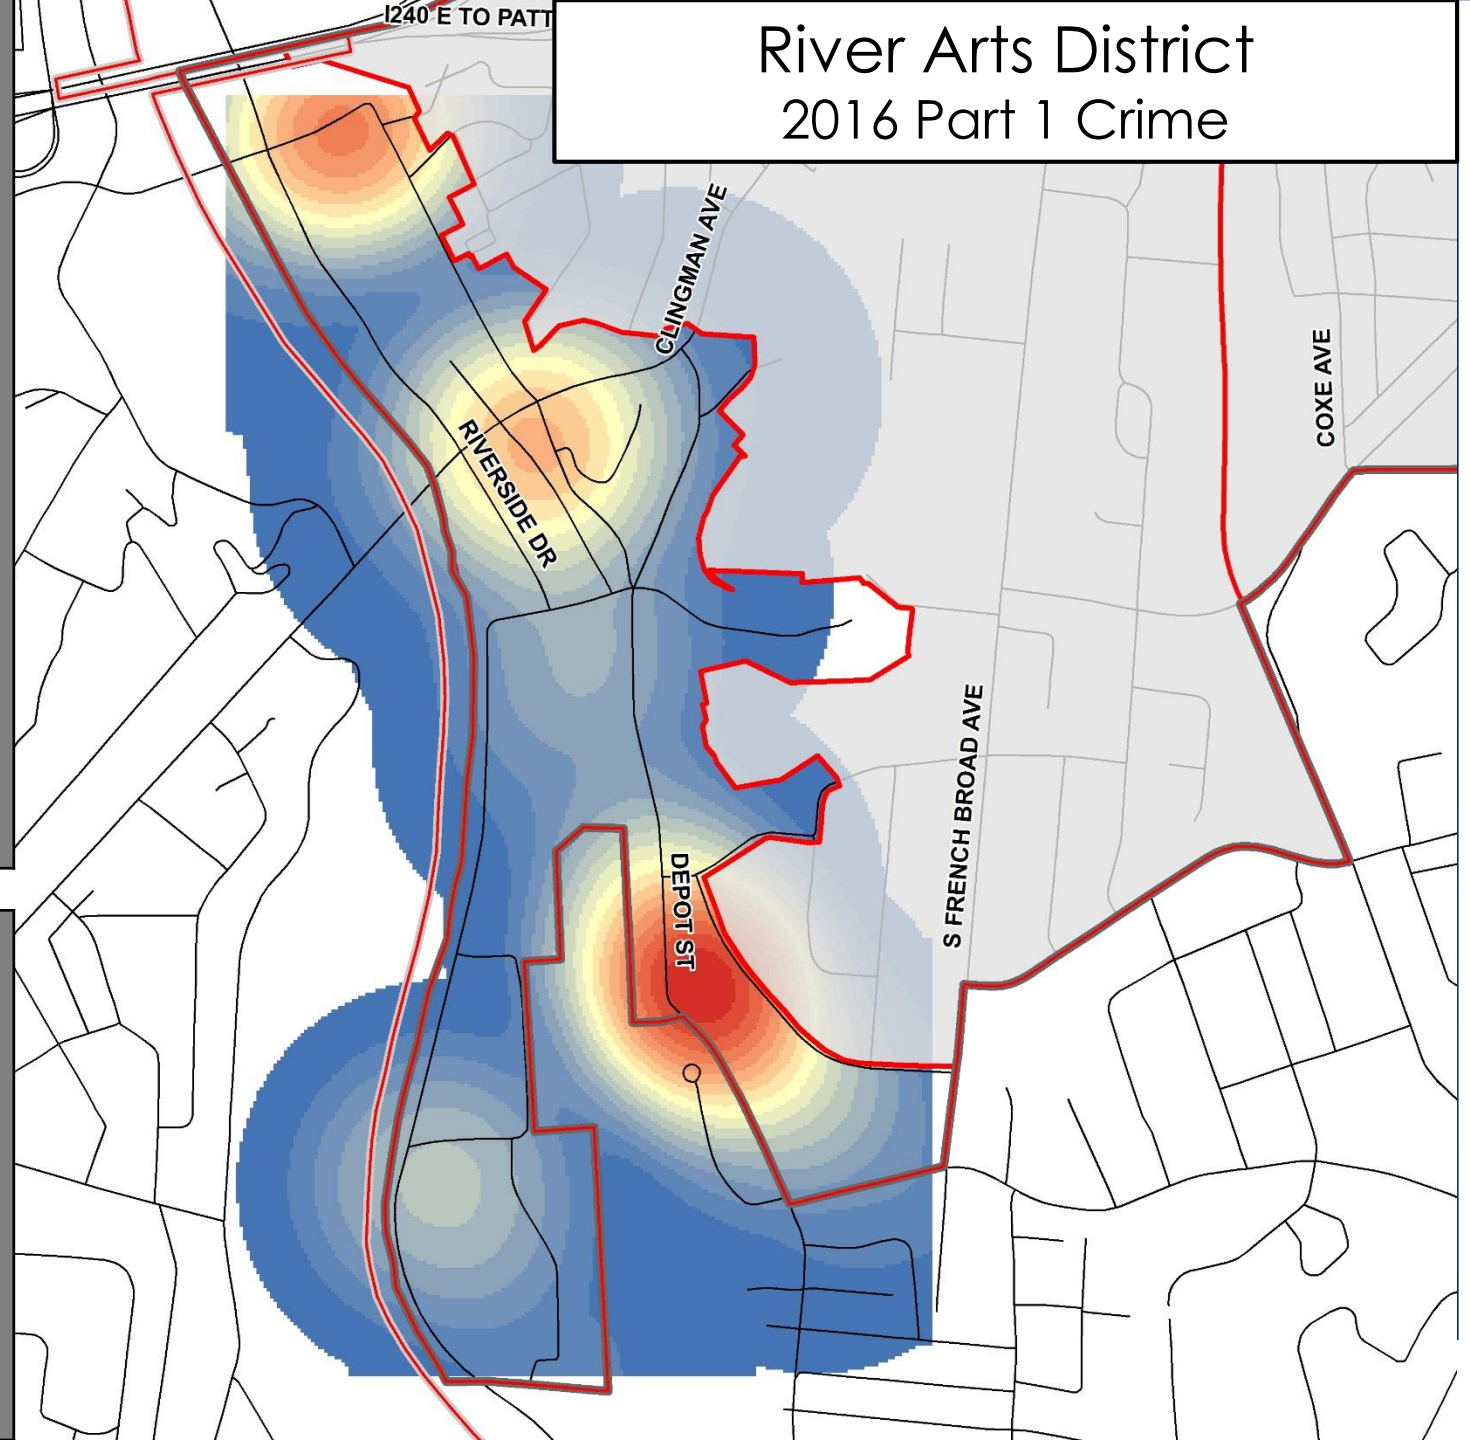 I240 E TO PATT
River Arts District
2016 Part 1 Crime
CLINGMAN AVE
COXE AVE
RIVERSIDE DR
S FRENCH BROAD AVE
DEPOT ST